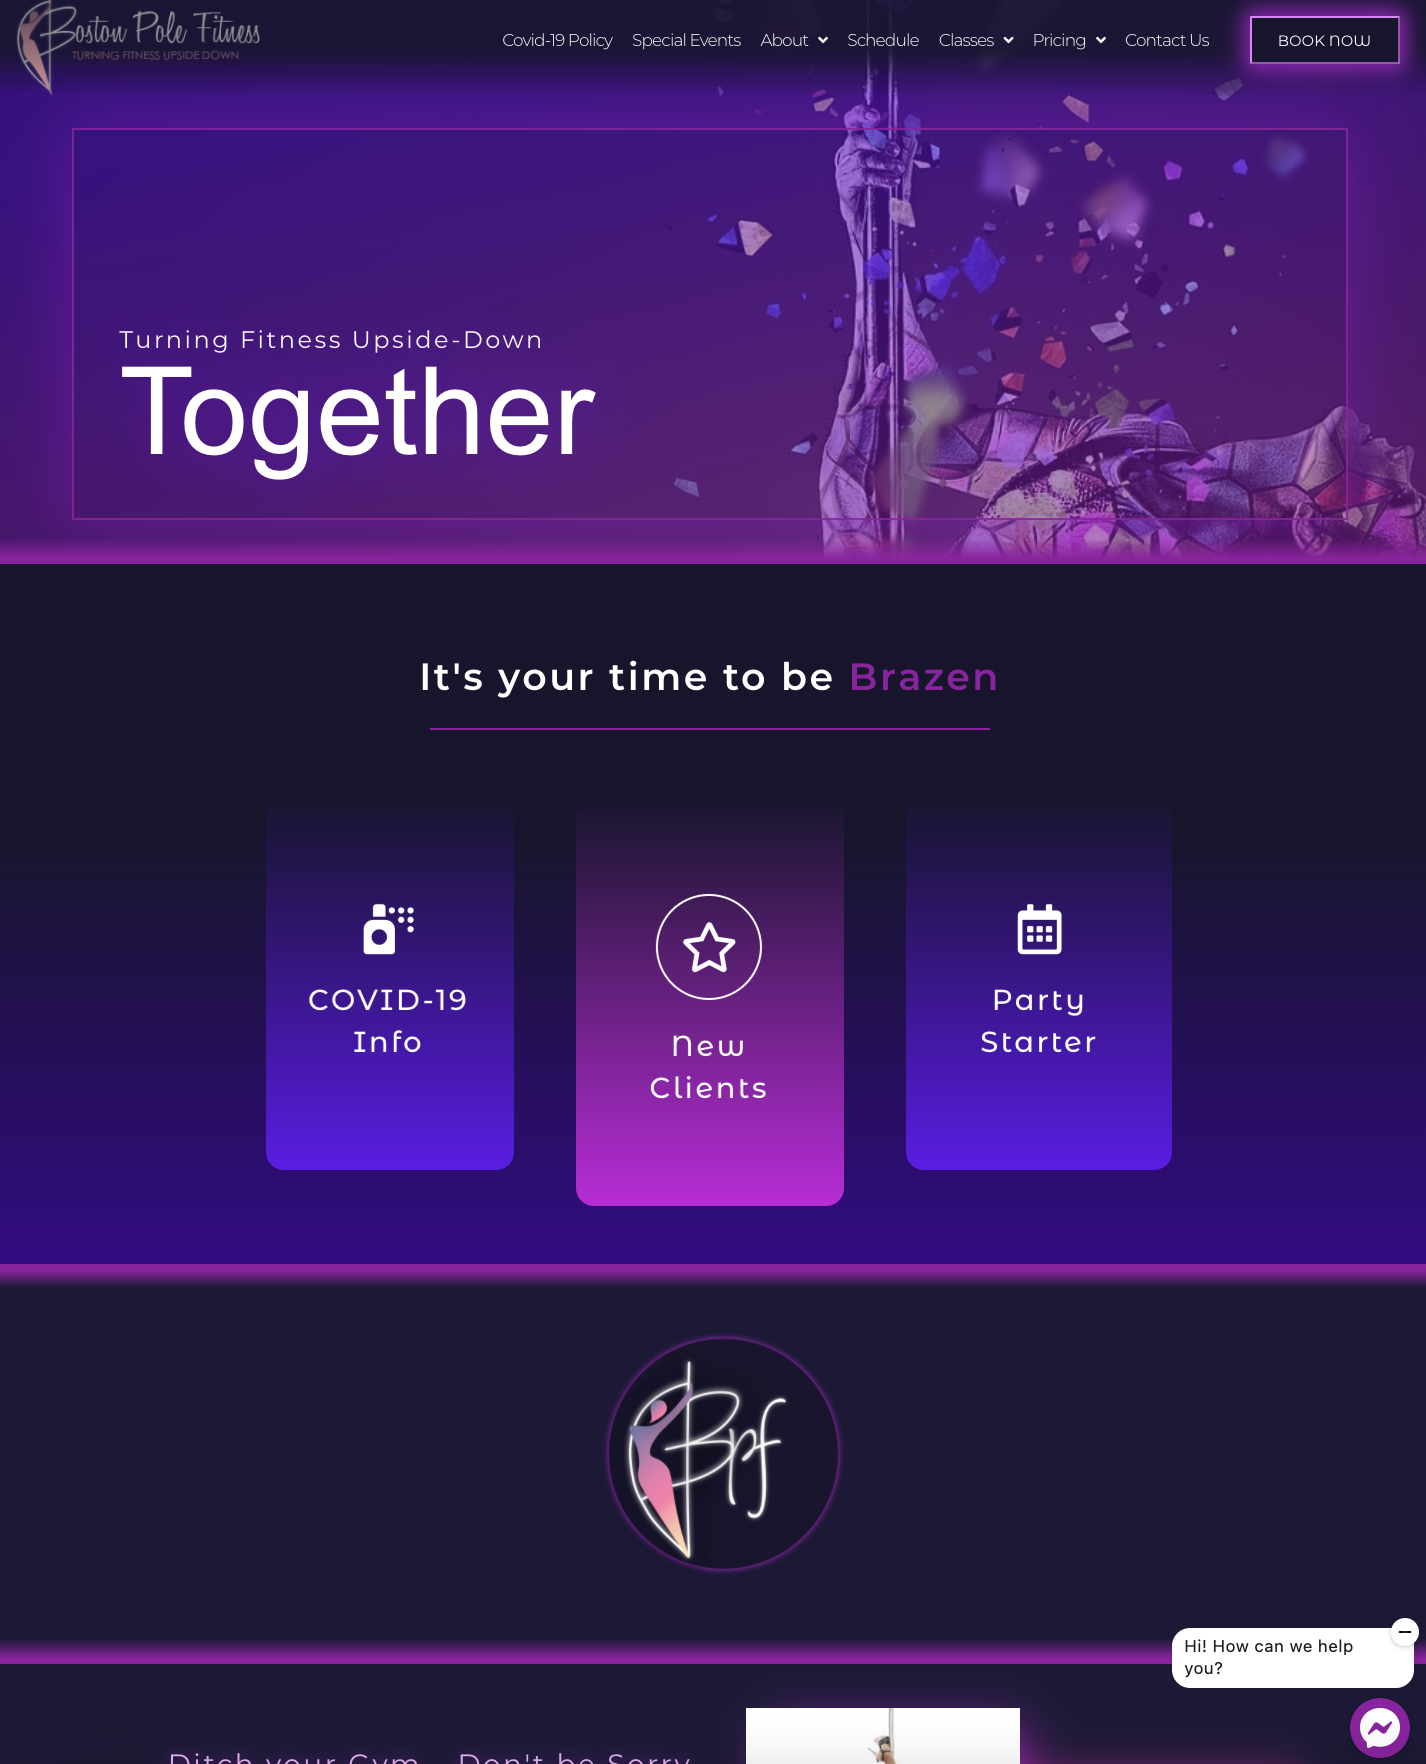 Boston Pole Fitness
TURNING FITNESS UPSIDE DOWN
Covid-19 Policy Special Events About Schedule Classes Pricing Contact Us BOOK NOW
Turning Fitness Upside-Down
Together
It's your time to be Brazen
COVID-19
Info
New
Clients
Party
Starter
Bpf
Hi! How can we help
you?
Ditch your Gym - Don't be Sorry